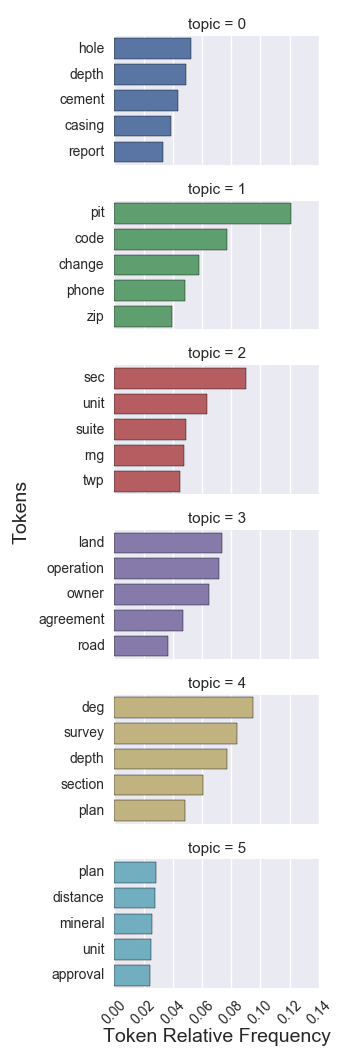 topic = 0
hole
depth
cement
casing
report
topic = 1
pit
code
change
phone
zip
topic = 2
sec
unit
suite
rng
twp
Tokens
topic = 3
land
operation
owner
agreement
road
topic = 4
deg
survey
depth
section
plan
topic = 5
plan
distance
mineral
unit
approval
0.00 0.02 0.04 0.06 0.08 0.10 0.12 0.14
Token Relative Frequency